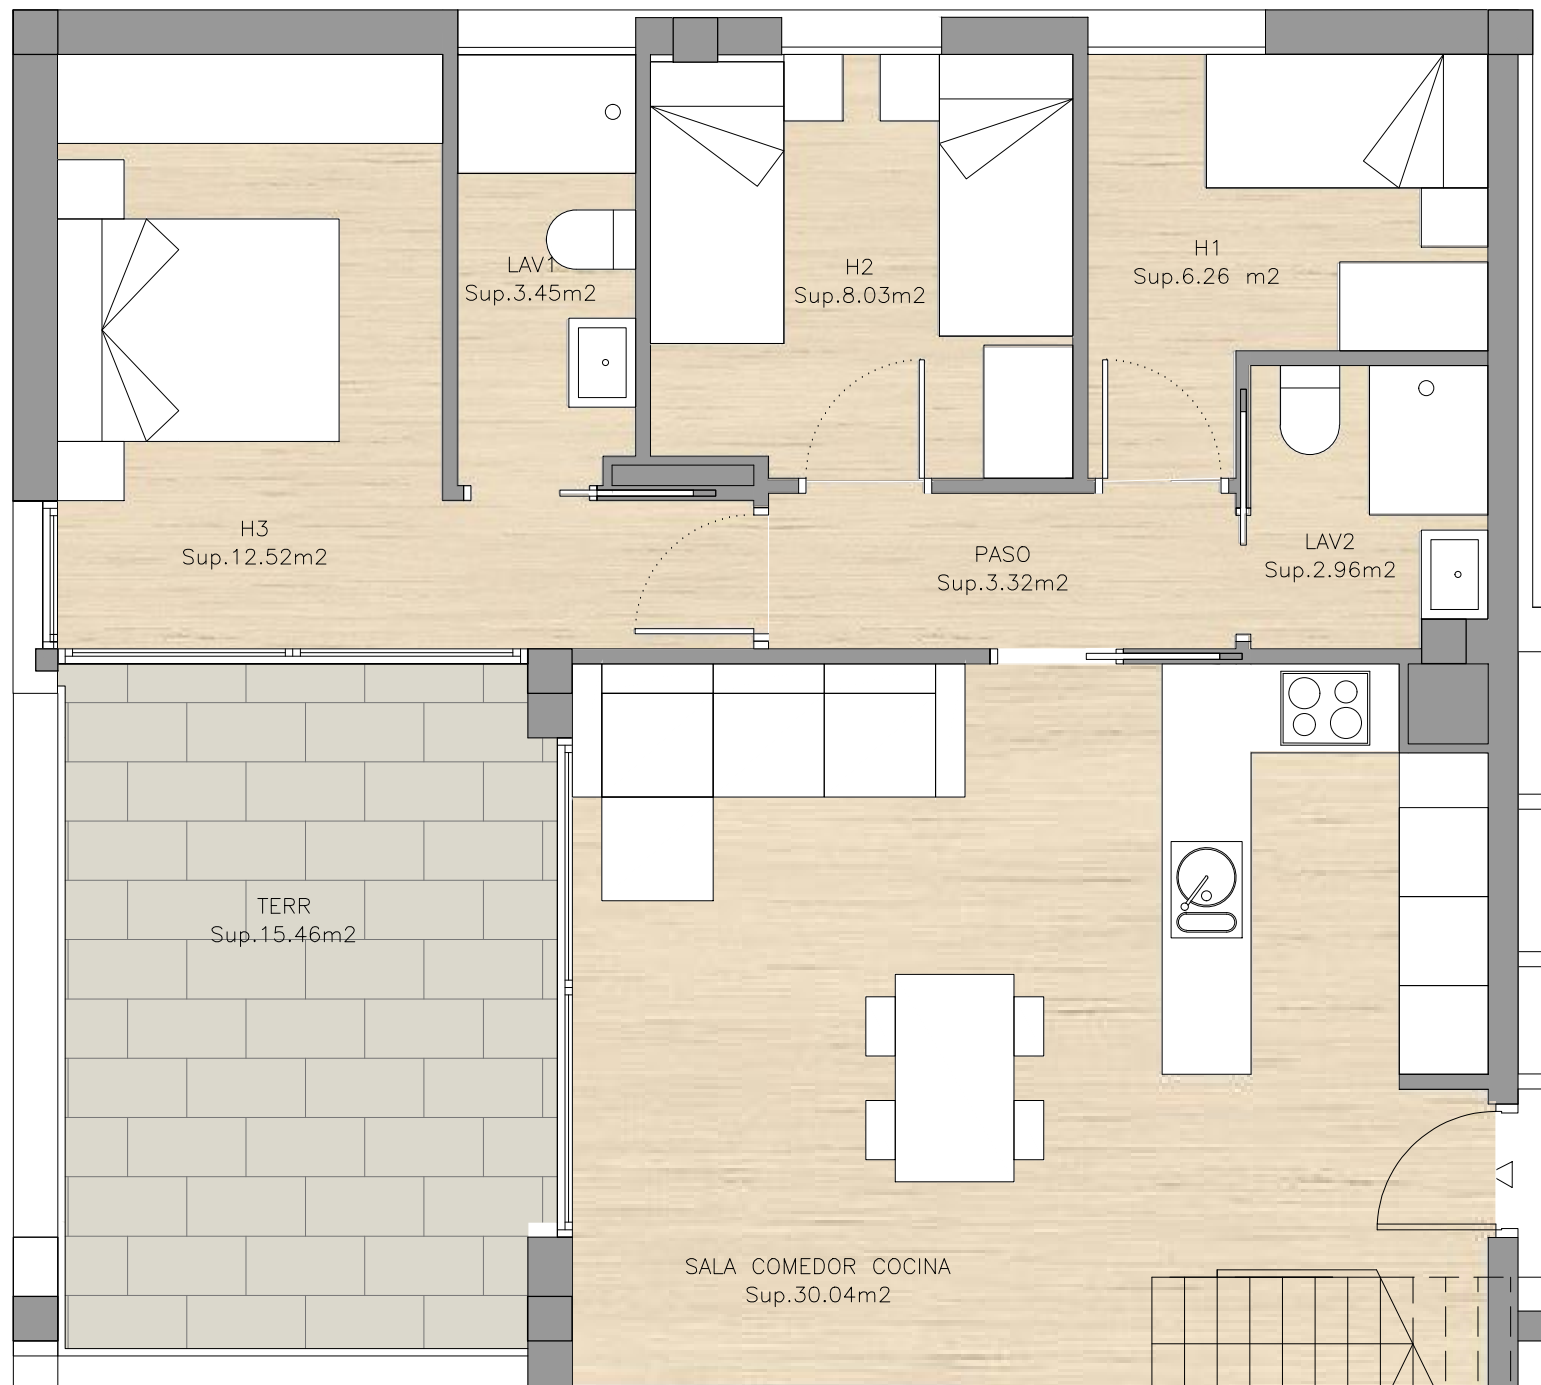 LAV1
Sup.3.45m2
H2
Sup.8.03m2
H1
Sup.6.26 m2
H3
Sup.12.52m2
PASO
Sup.3.32m2
LAV2
Sup.2.96m2
TERR
Sup.15.46m2
SALA COMEDOR COCINA
Sup.30.04m2